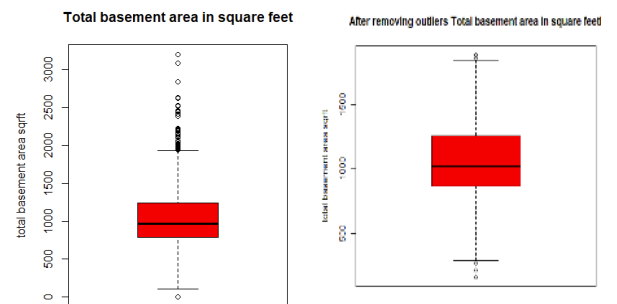 Total basement area in square feet
total basement area sqrft
3000
2500
2000
1500
1000
500
0
After removing outliers Total basement area in square feetl
total basement area sqrft
1500
1000
500